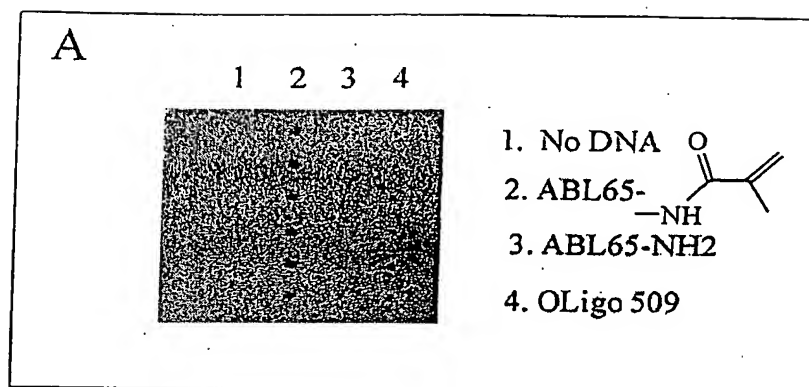 A
1 2 3 4
1. No DNA
O
2. ABL65-
—NH
3. ABL65-NH2
4. OLigo 509